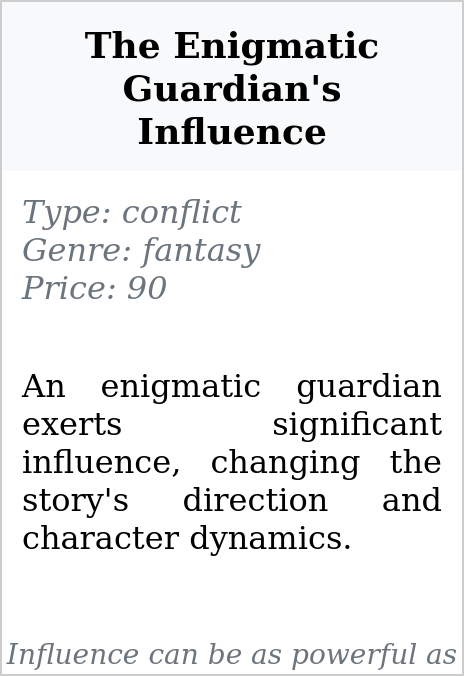 The Enigmatic
Guardian's
Influence
Type: conflict
Genre: fantasy
Price: 90
An enigmatic guardian
exerts significant
influence, changing the
story's direction and
character dynamics.
Influence can be as powerful as